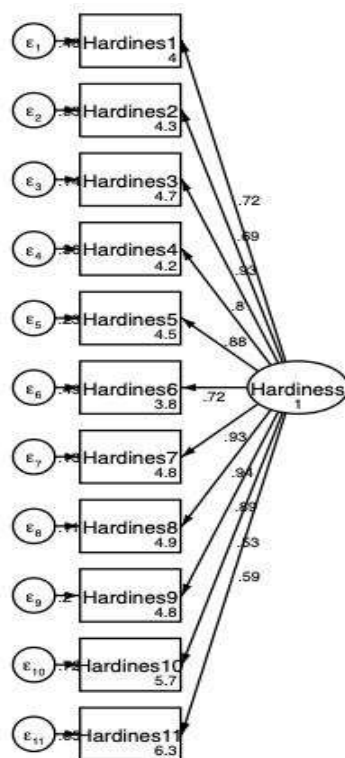 ε1 Hardines1
4
ε2 Hardines2
4.3
ε3 Hardines3
4.7
ε4 Hardines4
4.2
ε5 Hardines5
4.5
ε6 Hardines6
3.8
ε7 Hardines7
4.8
ε8 Hardines8
4.9
ε9 .2 Hardines9
4.8
ε10 Hardines10
5.7
ε11 Hardines11
6.3
.72
.69
.93
.8
.88
.72
.93
.94
.89
.53
.59
Hardiness
1